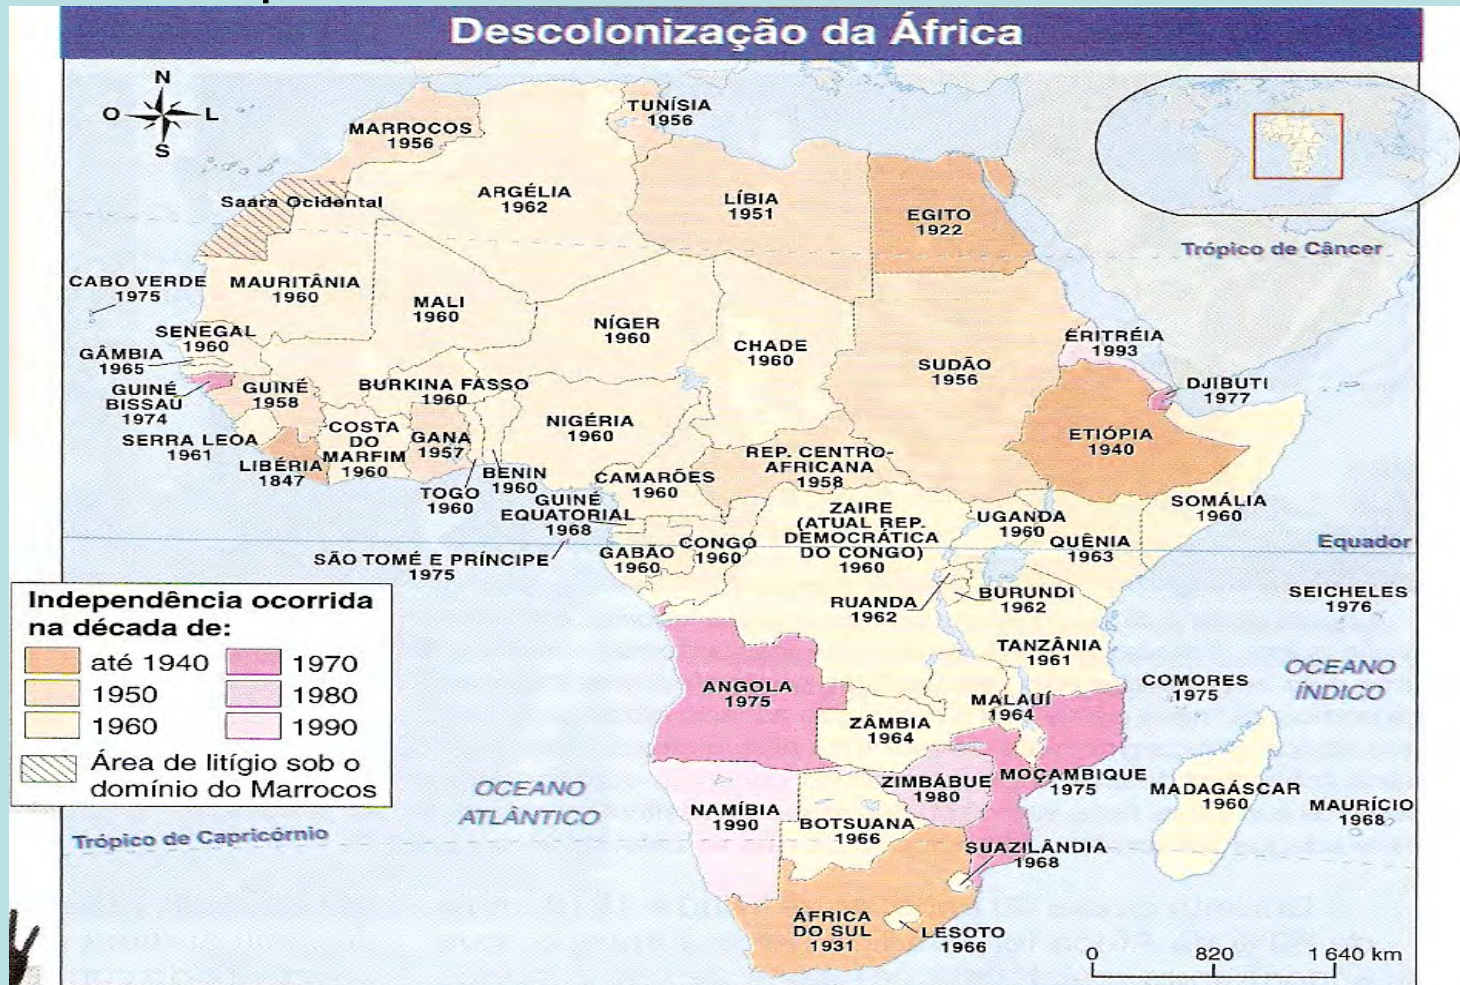 Descolonização da África
N
O
L
S
MARROCOS
1956
TUNÍSIA
1956
ARGÉLIA
1962
LÍBIA
1951
EGITO
1922
Saara Ocidental
Trópico de Câncer
CABO VERDE
1975
MAURITÂNIA
1960
MALI
1960
NÍGER
1960
CHADE
1960
SUDÃO
1956
ERITRÉIA
1993
DJIBUTI
1977
SENEGAL
1960
GÂMBIA
1965
GUINÉ
BISSAU
1974
GUINÉ
1958
BURKINA FASSO
1960
NIGÉRIA
1960
ETIÓPIA
1940
SERRA LEOA
1961
LIBÉRIA
1847
COSTA
DO
MARFIM
1960
GANA
1957
TOGO
1960
BENIN
1960
CAMARÕES
1960
REP. CENTRO-
AFRICANA
1958
SOMÁLIA
1960
GUINÉ
EQUATORIAL
1968
SÃO TOMÉ E PRÍNCIPE
1975
GABÃO
1960
CONGO
1960
ZAIRE
(ATUAL REP.
DEMOCRÁTICA
DO CONGO)
1960
UGANDA
1960
QUÊNIA
1963
Equador
RUANDA
1962
BURUNDI
1962
SEICHELES
1976
TANZÂNIA
1961
OCEANO
ÍNDICO
COMORES
1975
ANGOLA
1975
MALAUÍ
1964
ZÂMBIA
1964
MOÇAMBIQUE
1975
ZIMBÁBUE
1980
MADAGÁSCAR
1960
MAURÍCIO
1968
NAMÍBIA
1990
BOTSUANA
1966
SUAZILÂNDIA
1968
ÁFRICA
DO SUL
1931
LESOTO
1966
OCEANO
ATLÂNTICO
Trópico de Capricórnio
Independência ocorrida
na década de:
até 1940
1970
1950
1980
1960
1990
Área de litígio sob o
domínio do Marrocos
0 820 1 640 km